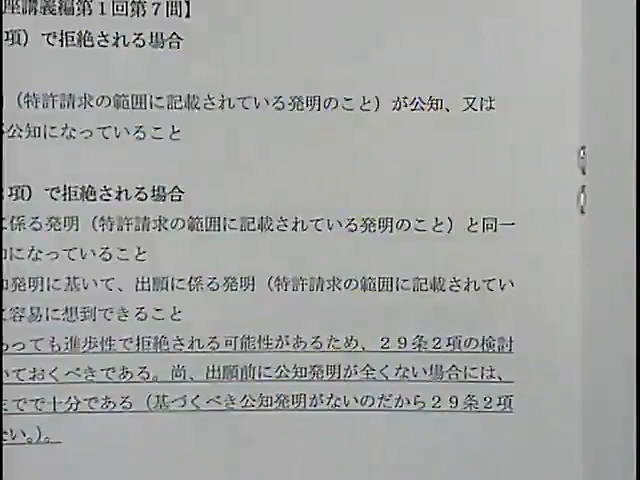 座講義編第1回第7問】
項）で拒絶される場合
（特許請求の範囲に記載されている発明のこと）が公知、又は
公知になっていること
項）で拒絶される場合
に係る発明（特許請求の範囲に記載されている発明のこと）と同一
になっていること
発明に基いて、出願に係る発明（特許請求の範囲に記載されてい
に容易に想到できること
あっても進歩性で拒絶される可能性があるため、２９条２項の検討
いておくべきである。尚、出願前に公知発明が全くない場合には、
までで十分である（基づくべき公知発明がないのだから２９条２項
ない。）。